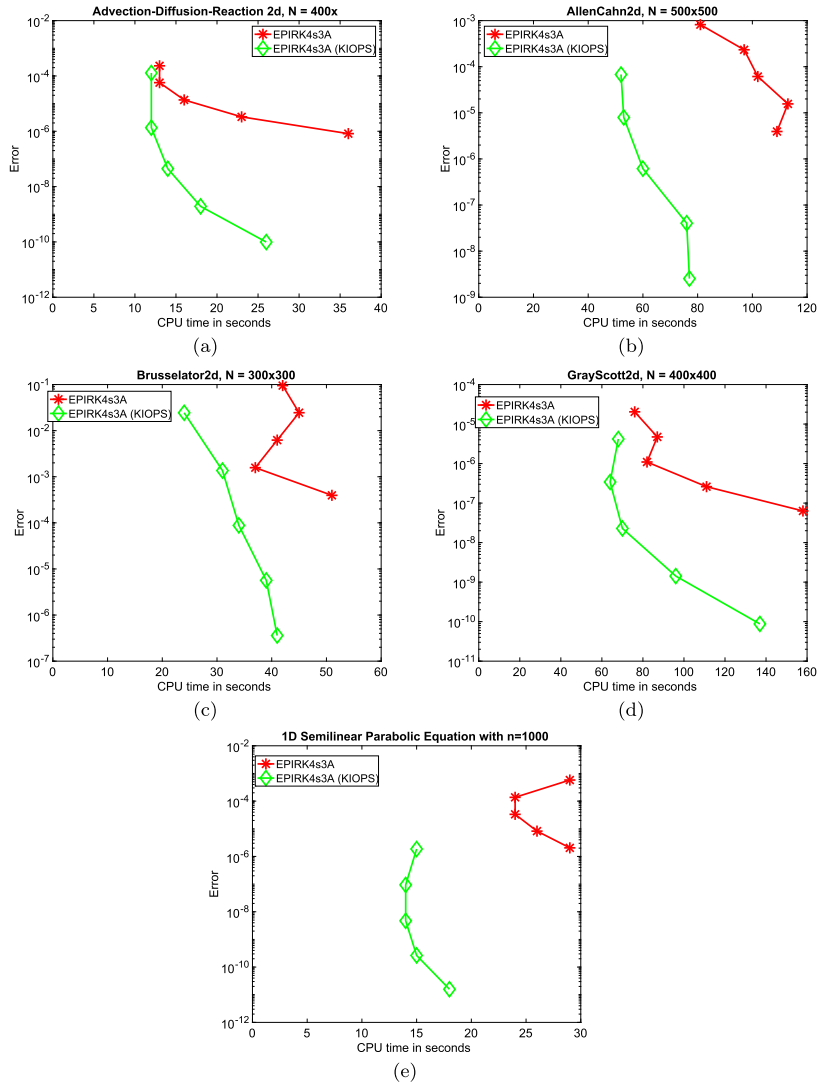 Advection-Diffusion-Reaction 2d, N = 400x
EPIRK4s3A
EPIRK4s3A (KIOPS)
10^-4
10^-6
10^-8
10^-10
10^-12
Error
0 5 10 15 20 25 30 35 40
CPU time in seconds
(a)
AllenCahn2d, N = 500x500
EPIRK4s3A
EPIRK4s3A (KIOPS)
10^-3
10^-4
10^-5
10^-6
10^-7
10^-8
10^-9
Error
0 20 40 60 80 100 120
CPU time in seconds
(b)
Brusselator2d, N = 300x300
EPIRK4s3A
EPIRK4s3A (KIOPS)
10^-1
10^-2
10^-3
10^-4
10^-5
10^-6
10^-7
Error
0 10 20 30 40 50 60
CPU time in seconds
(c)
GrayScott2d, N = 400x400
EPIRK4s3A
EPIRK4s3A (KIOPS)
10^-4
10^-5
10^-6
10^-7
10^-8
10^-9
10^-10
10^-11
Error
0 20 40 60 80 100 120 140 160
CPU time in seconds
(d)
1D Semilinear Parabolic Equation with n=1000
EPIRK4s3A
EPIRK4s3A (KIOPS)
10^-2
10^-4
10^-6
10^-8
10^-10
10^-12
Error
0 5 10 15 20 25 30
CPU time in seconds
(e)